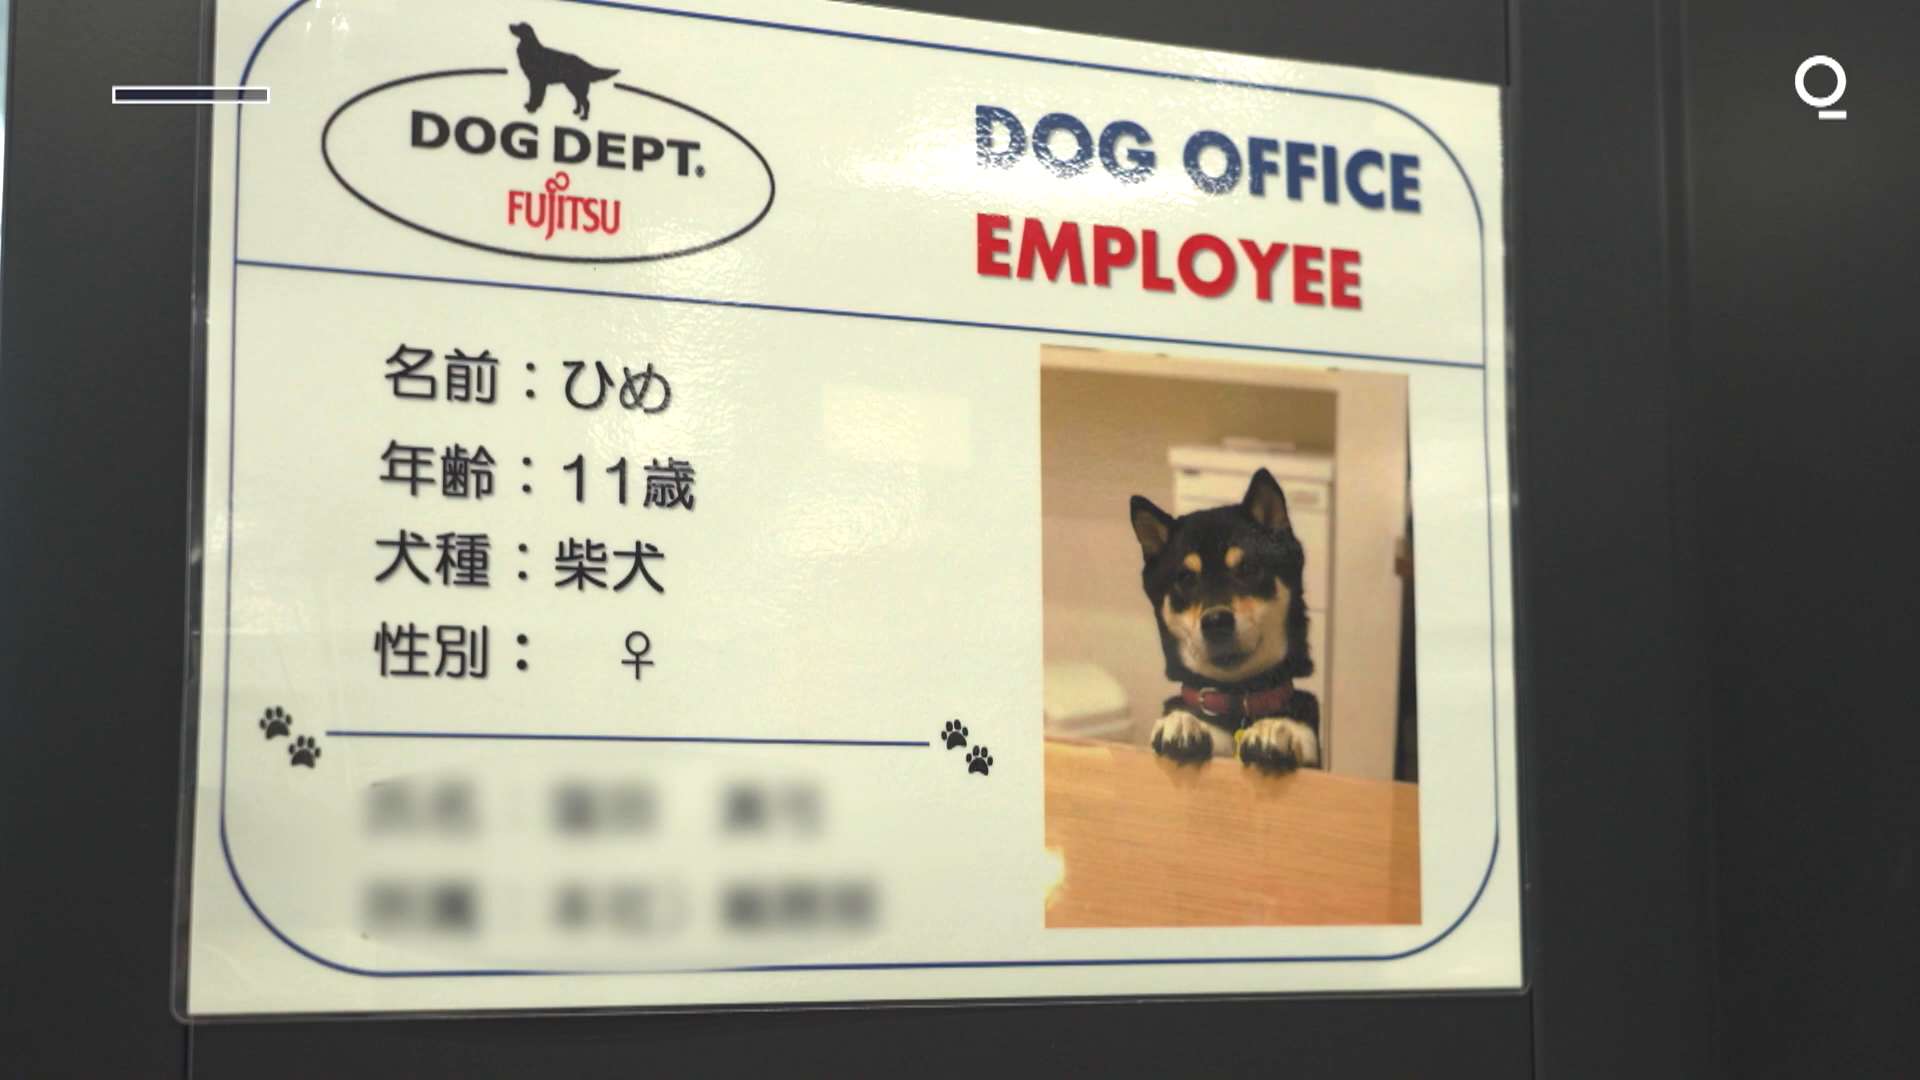 DOG DEPT.
FUJITSU
DOG OFFICE
EMPLOYEE
名前：ひめ
年齢：11歳
犬種：柴犬
性別：　♀